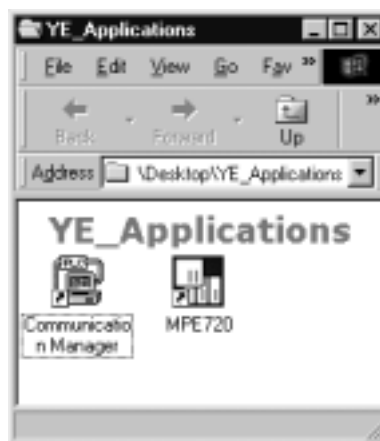 YE_Applications
File Edit View Go Fav »
Back Forward Up »
Address \Desktop\YE_Applications
YE_Applications
Communicatio MPE720
n Manager